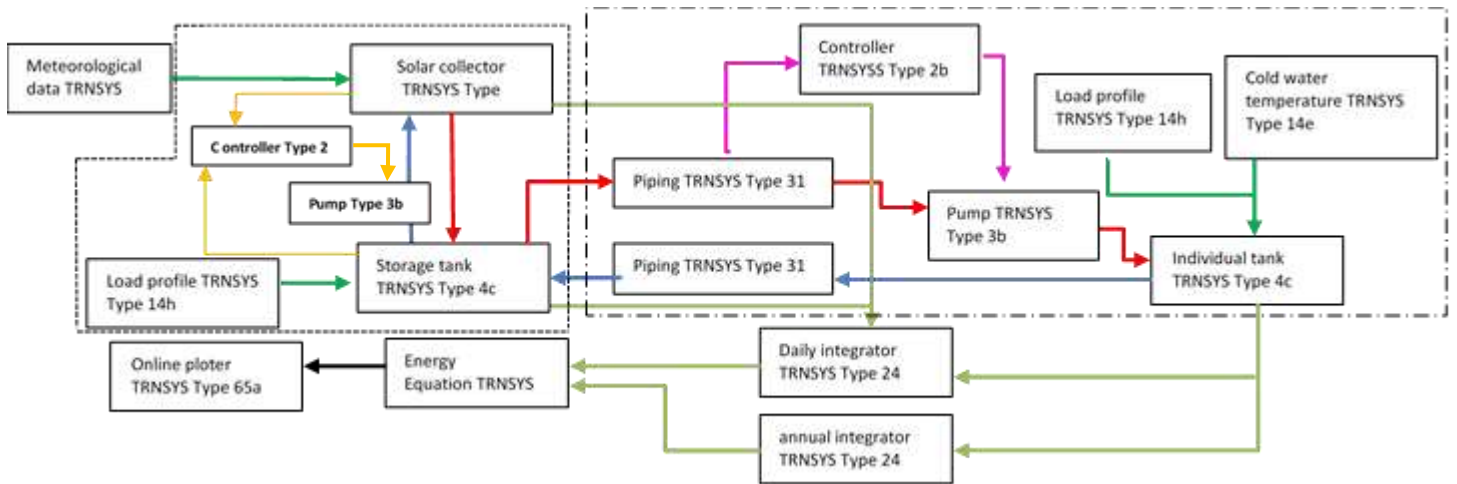 Meteorological
data TRNSYS
Solar collector
TRNSYS Type
Controller
TRNSYSS Type 2b
Load profile
TRNSYS Type 14h
Cold water
temperature TRNSYS
Type 14e
C ontroller Type 2
Pump Type 3b
Piping TRNSYS Type 31
Pump TRNSYS
Type 3b
Load profile TRNSYS
Type 14h
Storage tank
TRNSYS Type 4c
Piping TRNSYS Type 31
Individual tank
TRNSYS Type 4c
Online ploter
TRNSYS Type 65a
Energy
Equation TRNSYS
Daily integrator
TRNSYS Type 24
annual integrator
TRNSYS Type 24